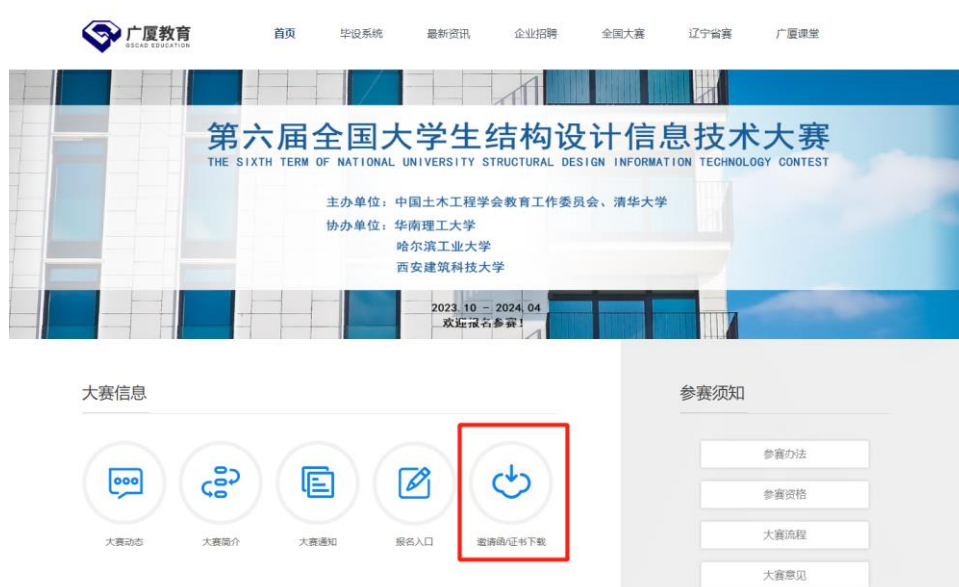 广厦教育
GSCAD EDUCATION
首页 毕设系统 最新资讯 企业招聘 全国大赛 辽宁省赛 广厦课堂
第六届全国大学生结构设计信息技术大赛
THE SIXTH TERM OF NATIONAL UNIVERSITY STRUCTURAL DESIGN INFORMATION TECHNOLOGY CONTEST
主办单位：中国土木工程学会教育工作委员会、清华大学
协办单位：华南理工大学
哈尔滨工业大学
西安建筑科技大学
2023.10 - 2024.04
欢迎报名参赛！
大赛信息
大赛动态 大赛简介 大赛通知 报名入口 邀请函/证书下载
参赛须知
参赛办法
参赛资格
大赛流程
大赛意见